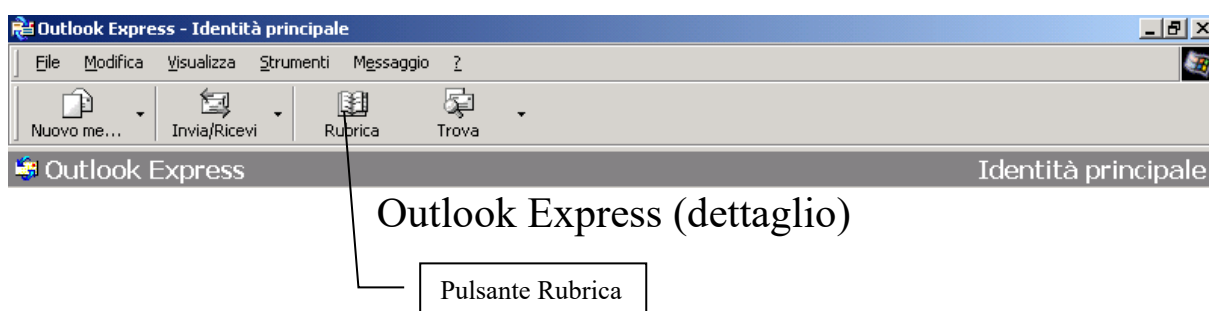 Outlook Express - Identità principale
File Modifica Visualizza Strumenti Messaggio ?
Nuovo me... Invia/Ricevi Rubrica Trova
Outlook Express Identità principale
Outlook Express (dettaglio)
Pulsante Rubrica